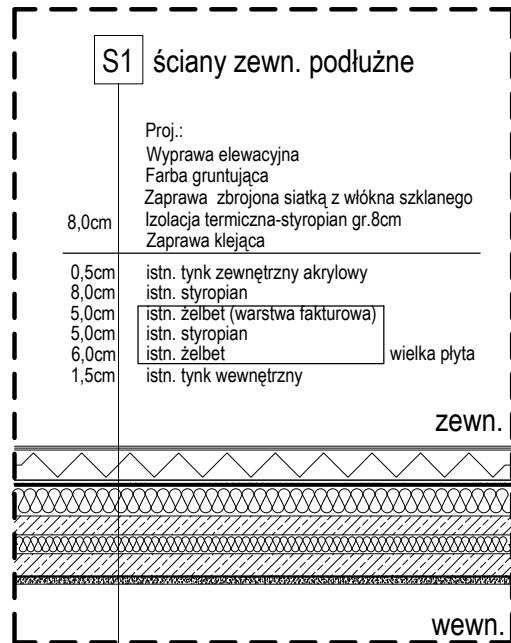 S1 ściany zewn. podłużne
Proj.:
Wyprawa elewacyjna
Farba gruntująca
Zaprawa zbrojona siatką z włókna szklanego
8,0cm Izolacja termiczna-styropian gr.8cm
Zaprawa klejąca
0,5cm istn. tynk zewnętrzny akrylowy
8,0cm istn. styropian
5,0cm istn. żelbet (warstwa fakturowa)
5,0cm istn. styropian
6,0cm istn. żelbet wielka płyta
1,5cm istn. tynk wewnętrzny
zewn.
wewn.